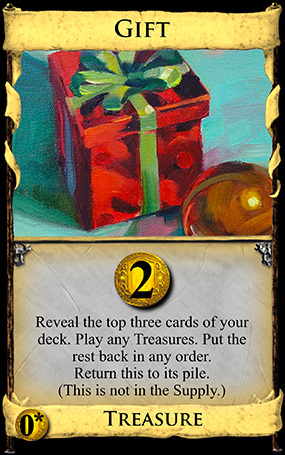 GIFT
2
Reveal the top three cards of your
deck. Play any Treasures. Put the
rest back in any order.
Return this to its pile.
(This is not in the Supply.)
0* TREASURE